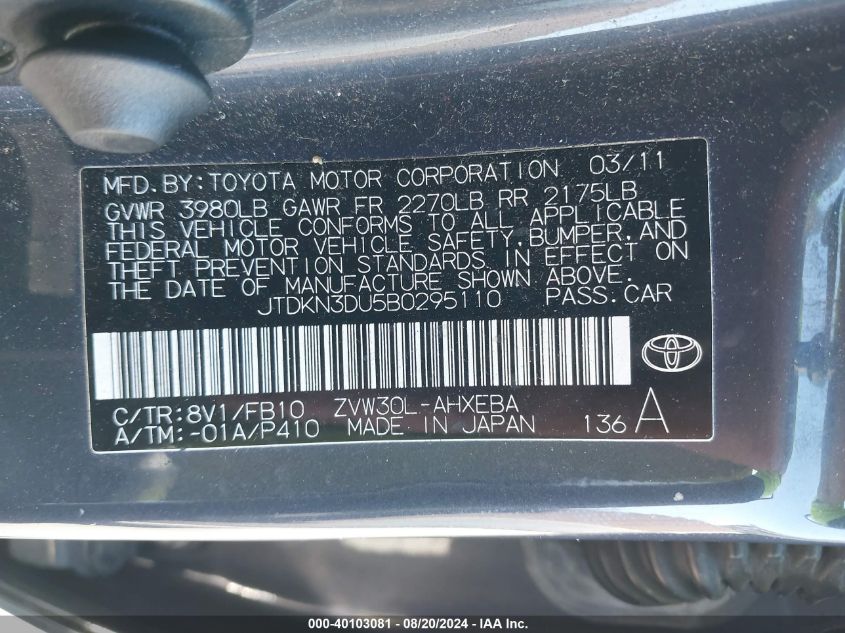 MFD.BY:TOYOTA MOTOR CORPORATION 03/11
GVWR 3980LB GAWR FR 2270LB RR 2175LB
THIS VEHICLE CONFORMS TO ALL APPLICABLE
FEDERAL MOTOR VEHICLE SAFETY,BUMPER,AND
THEFT PREVENTION STANDARDS IN EFFECT ON
THE DATE OF MANUFACTURE SHOWN ABOVE.
JTDKN3DU5B0295110 PASS.CAR
C/TR:8V1/FB10 ZVW30L-AHXEBA
A/TM:-01A/P410 MADE IN JAPAN 136 A
000-40103081 - 08/20/2024 - IAA Inc.